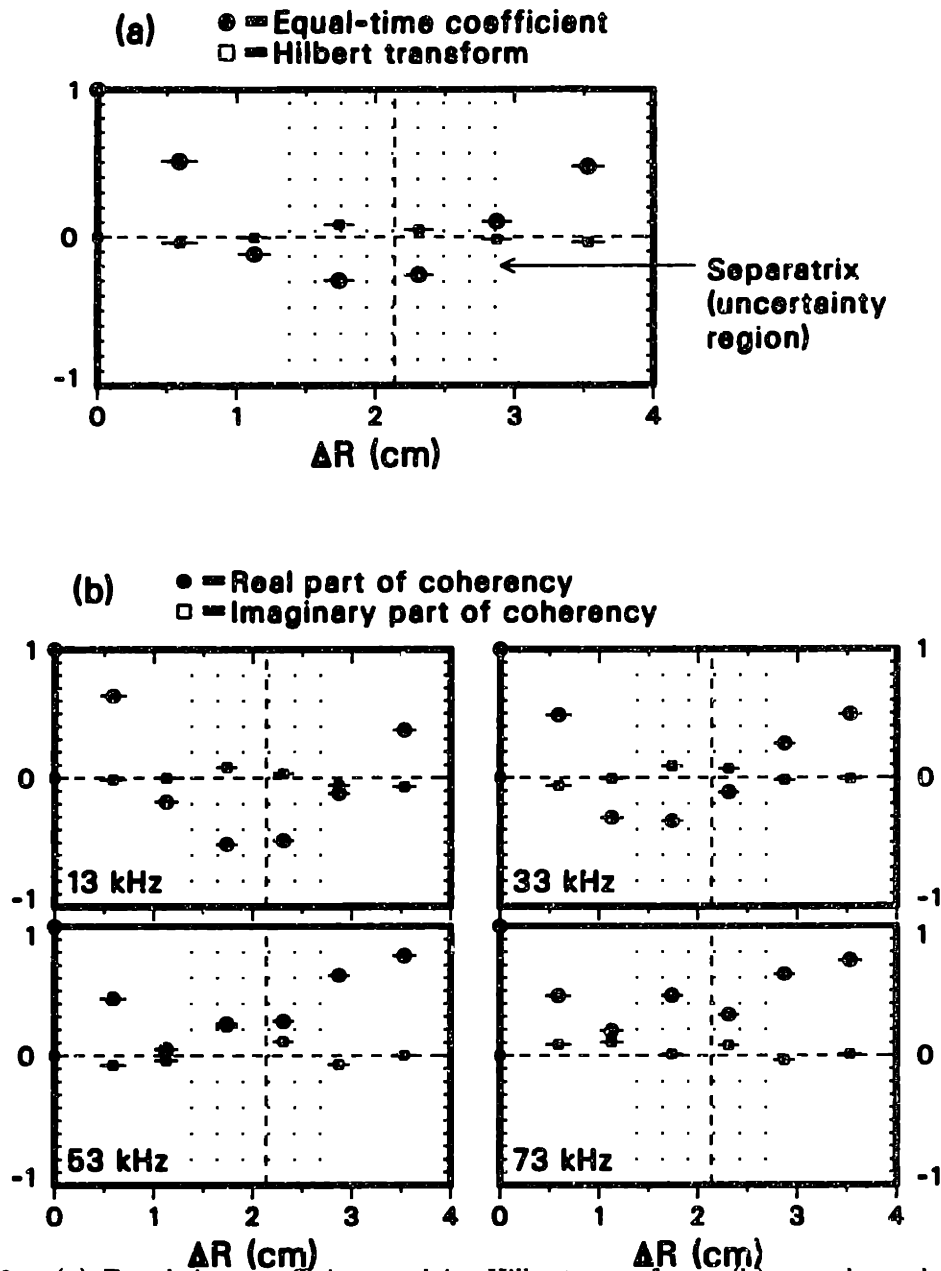 (a)
= Equal-time coefficient
= Hilbert transform
1
0
-1
0 1 2 3 4
ΔR (cm)
Separatrix
(uncertainty
region)
(b)
= Real part of coherency
= Imaginary part of coherency
1
0
-1
13 kHz
1
0
-1
33 kHz
1
0
-1
53 kHz
0 1 2 3 4
ΔR (cm)
1
0
-1
73 kHz
0 1 2 3 4
ΔR (cm)